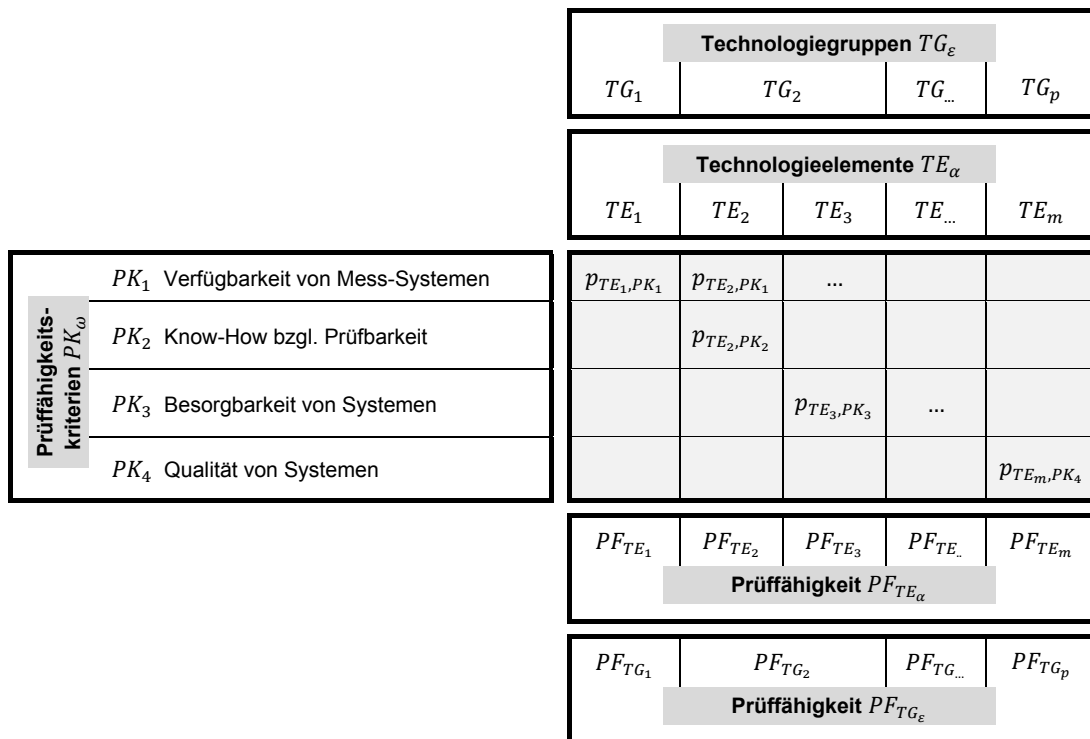 Technologiegruppen TG_ε
TG_1 TG_2 TG_... TG_p
Technologieelemente TE_α
TE_1 TE_2 TE_3 TE_... TE_m
Prüffähigkeits-
kriterien PK_ω
PK_1 Verfügbarkeit von Mess-Systemen p_{TE_1,PK_1} p_{TE_2,PK_1} ...
PK_2 Know-How bzgl. Prüfbarkeit p_{TE_2,PK_2}
PK_3 Besorgbarkeit von Systemen p_{TE_3,PK_3} ...
PK_4 Qualität von Systemen p_{TE_m,PK_4}
PF_{TE_1} PF_{TE_2} PF_{TE_3} PF_{TE_..} PF_{TE_m}
Prüffähigkeit PF_{TE_α}
PF_{TG_1} PF_{TG_2} PF_{TG_...} PF_{TG_p}
Prüffähigkeit PF_{TG_ε}